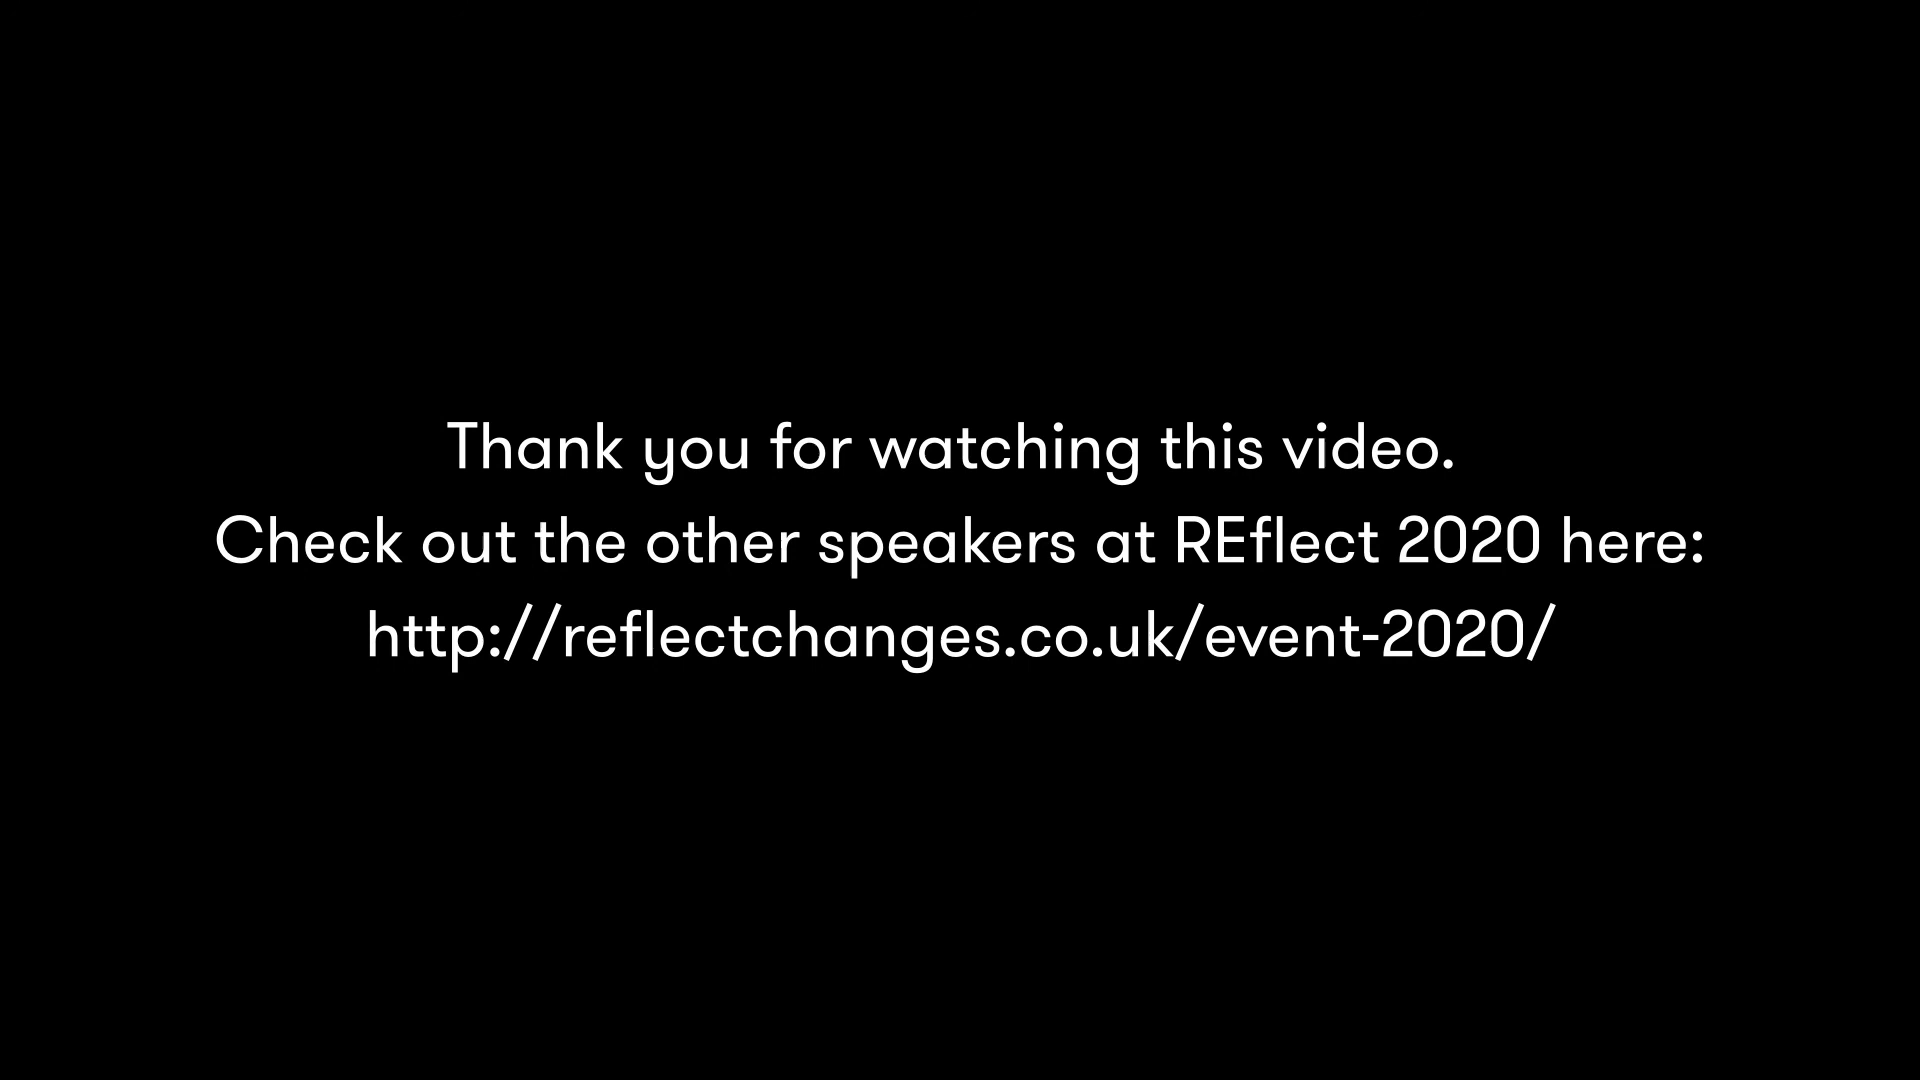 Thank you for watching this video.
Check out the other speakers at REflect 2020 here:
http://reflectchanges.co.uk/event-2020/